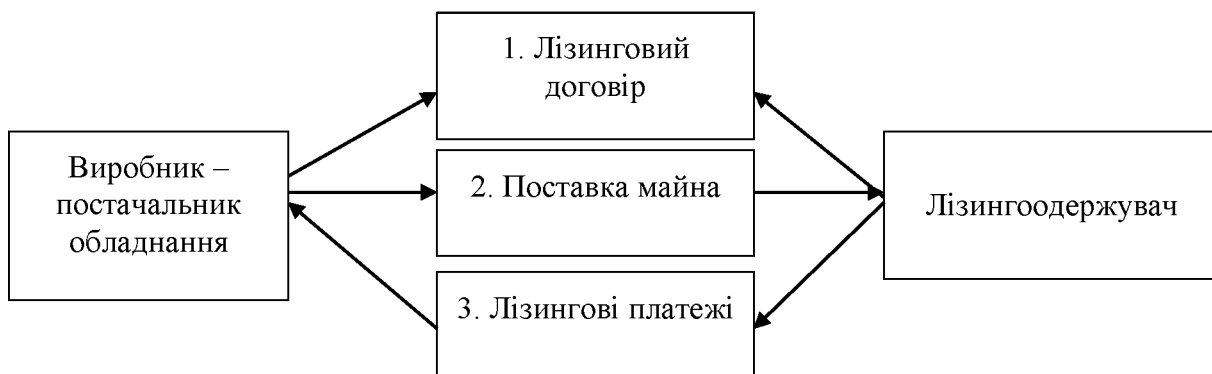 1. Лізинговий
договір
Виробник –
постачальник
обладнання
2. Поставка майна
Лізингоодержувач
3. Лізингові платежі